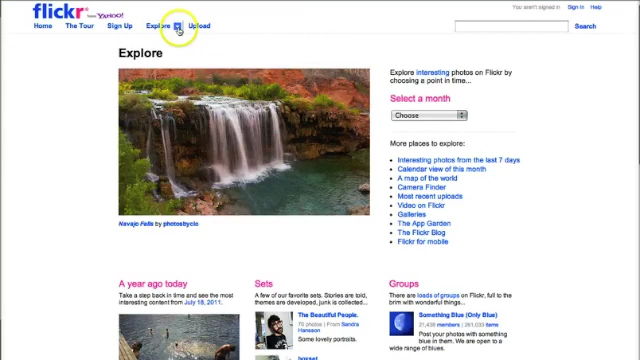 flickr from YAHOO!
You aren't signed in Sign In Help
Home The Tour Sign Up Explore Upload
Search
Explore
Explore interesting photos on Flickr by
choosing a point in time...
Select a month
Choose
More places to explore:
Interesting photos from the last 7 days
Calendar view of this month
A map of the world
Camera Finder
Most recent uploads
Video on Flickr
Galleries
The App Garden
The Flickr Blog
Flickr for mobile
Navajo Falls by photosbyclo
A year ago today
Take a step back in time and see the most
interesting content from July 18, 2011.
Sets
A few of our favorite sets. Stories are told,
themes are developed, junk is collected...
The Beautiful People.
Some lovely portraits.
Groups
There are loads of groups on Flickr, full to the
brim with wonderful things...
Something Blue (Only Blue)
Post your photos with something
blue in them. We are open to a
wide range of blues.